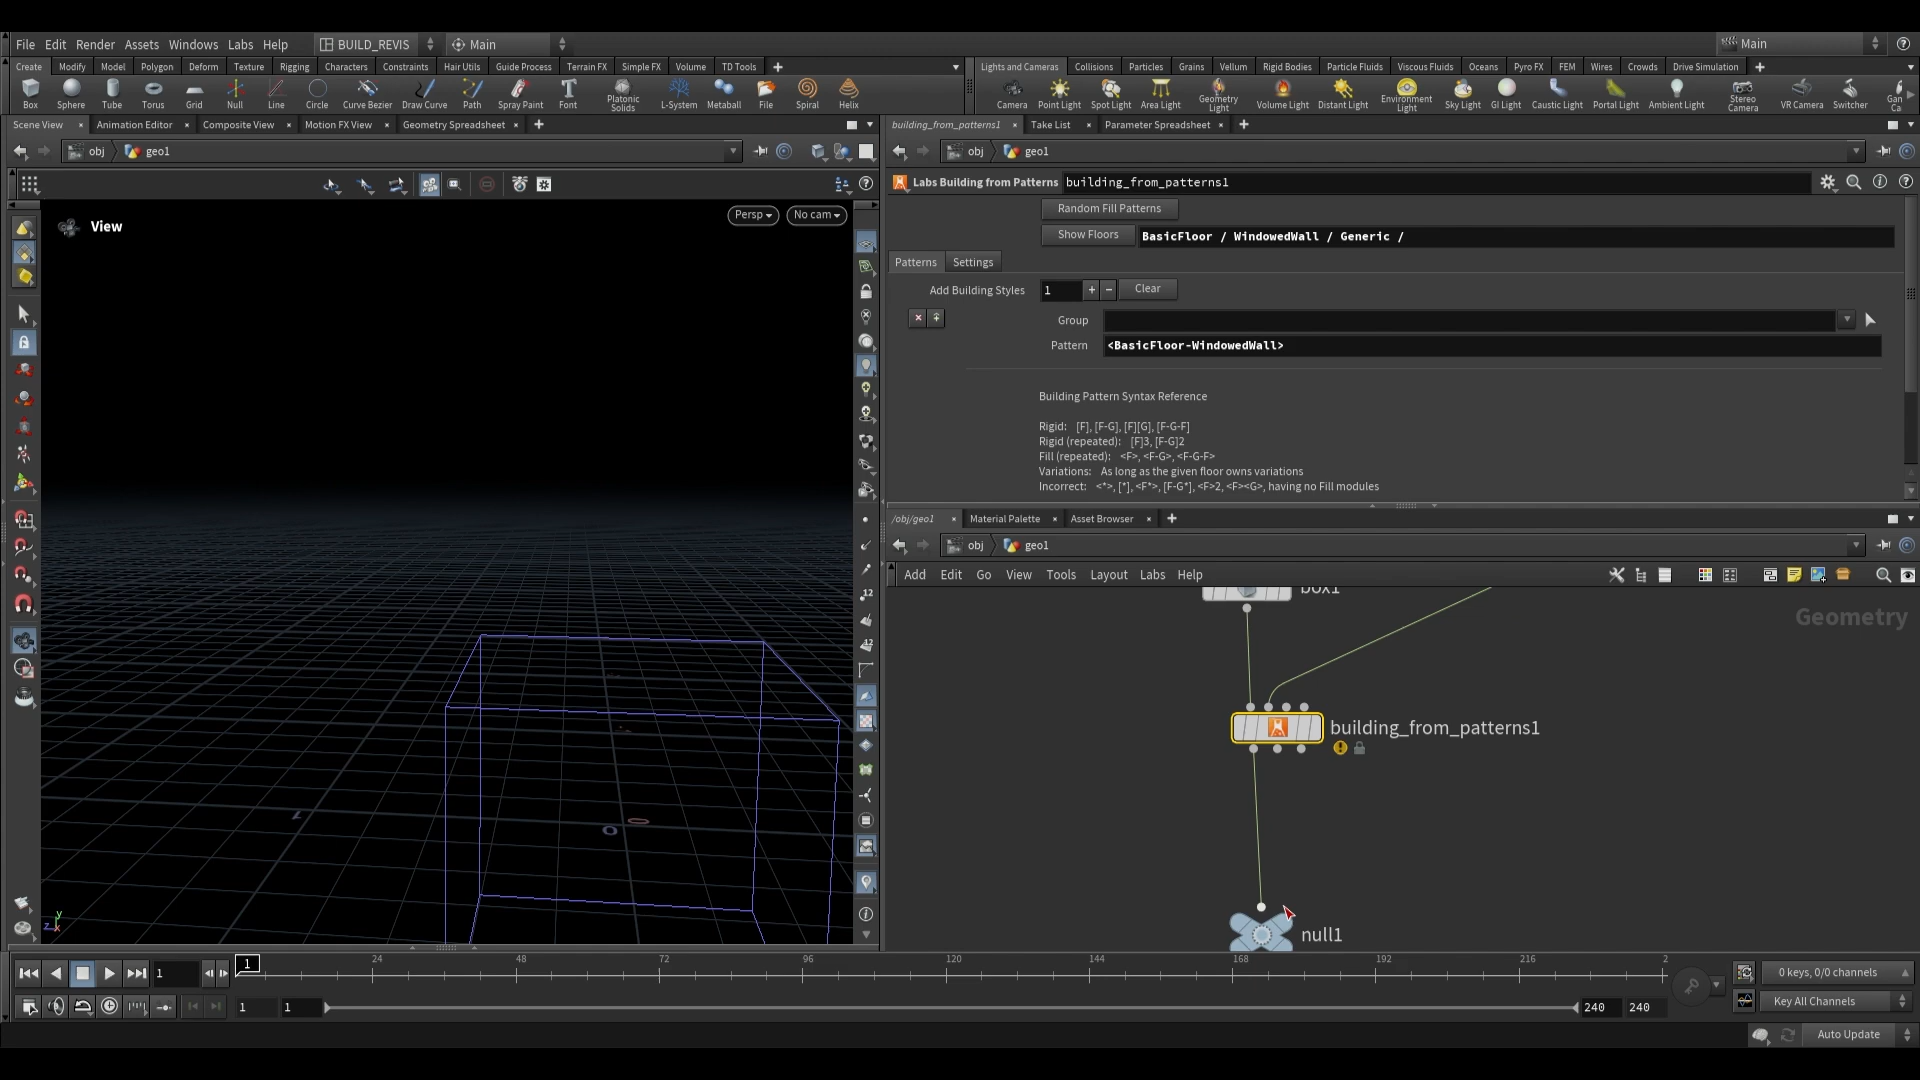 File Edit Render Assets Windows Labs Help BUILD_REVIS Main Main
Create Modify Model Polygon Deform Texture Rigging Characters Constraints Hair Utils Guide Process Terrain FX Simple FX Volume TD Tools
Lights and Cameras Collisions Particles Grains Vellum Rigid Bodies Particle Fluids Viscous Fluids Oceans Pyro FX FEM Wires Crowds Drive Simulation
Box Sphere Tube Torus Grid Null Line Circle Curve Bezier Draw Curve Path Spray Paint Font Platonic Solids L-System Metaball File Spiral Helix
Camera Point Light Spot Light Area Light Geometry Light Volume Light Distant Light Environment Light Sky Light GI Light Caustic Light Portal Light Ambient Light Stereo Camera VR Camera Switcher Gan Ca
Scene View Animation Editor Composite View Motion FX View Geometry Spreadsheet
building_from_patterns1 Take List Parameter Spreadsheet
obj geo1
obj geo1
Labs Building from Patterns building_from_patterns1
View Persp No cam
Random Fill Patterns
Show Floors BasicFloor / WindowedWall / Generic /
Patterns Settings
Add Building Styles 1 + − Clear
Group
Pattern <BasicFloor-WindowedWall>
Building Pattern Syntax Reference
Rigid: [F], [F-G], [F][G], [F-G-F]
Rigid (repeated): [F]3, [F-G]2
Fill (repeated): <F>, <F-G>, <F-G-F>
Variations: As long as the given floor owns variations
Incorrect: <*>, [*], <F*>, [F-G*], <F>2, <F><G>, having no Fill modules
/obj/geo1 Material Palette Asset Browser
obj geo1
Add Edit Go View Tools Layout Labs Help
box1
Geometry
building_from_patterns1
null1
12
12
1 0 0
y
z x
1 1 24 48 72 96 120 144 168 192 216 2
0 keys, 0/0 channels
1 1 240 240
Key All Channels
Auto Update